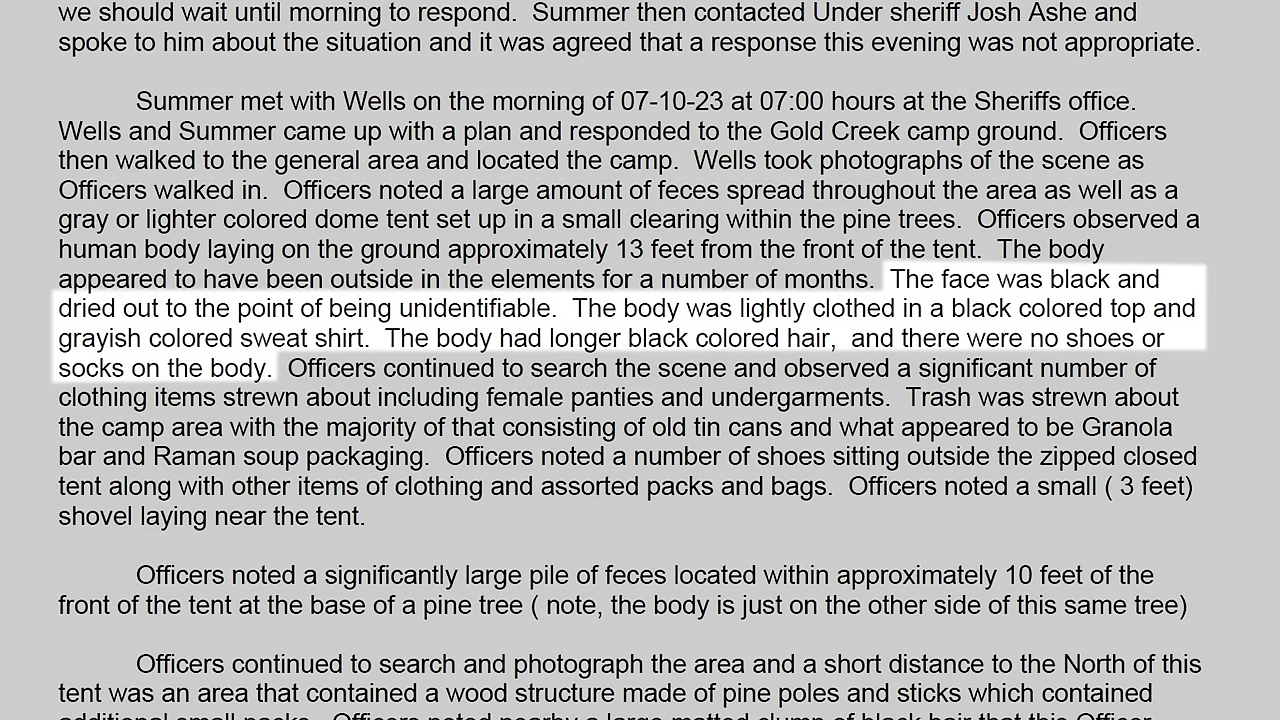 we should wait until morning to respond.  Summer then contacted Under sheriff Josh Ashe and
spoke to him about the situation and it was agreed that a response this evening was not appropriate.
Summer met with Wells on the morning of 07-10-23 at 07:00 hours at the Sheriffs office.
Wells and Summer came up with a plan and responded to the Gold Creek camp ground.  Officers
then walked to the general area and located the camp.  Wells took photographs of the scene as
Officers walked in.  Officers noted a large amount of feces spread throughout the area as well as a
gray or lighter colored dome tent set up in a small clearing within the pine trees.  Officers observed a
human body laying on the ground approximately 13 feet from the front of the tent.  The body
appeared to have been outside in the elements for a number of months.  The face was black and
dried out to the point of being unidentifiable.  The body was lightly clothed in a black colored top and
grayish colored sweat shirt.  The body had longer black colored hair,  and there were no shoes or
socks on the body.  Officers continued to search the scene and observed a significant number of
clothing items strewn about including female panties and undergarments.  Trash was strewn about
the camp area with the majority of that consisting of old tin cans and what appeared to be Granola
bar and Raman soup packaging.  Officers noted a number of shoes sitting outside the zipped closed
tent along with other items of clothing and assorted packs and bags.  Officers noted a small ( 3 feet)
shovel laying near the tent.
Officers noted a significantly large pile of feces located within approximately 10 feet of the
front of the tent at the base of a pine tree ( note, the body is just on the other side of this same tree)
Officers continued to search and photograph the area and a short distance to the North of this
tent was an area that contained a wood structure made of pine poles and sticks which contained
additional small packs.  Officers noted nearby a large matted clump of black hair that this Officer